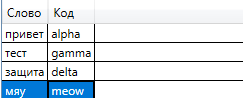 Слово Код
привет alpha
тест gamma
защита delta
мяу meow